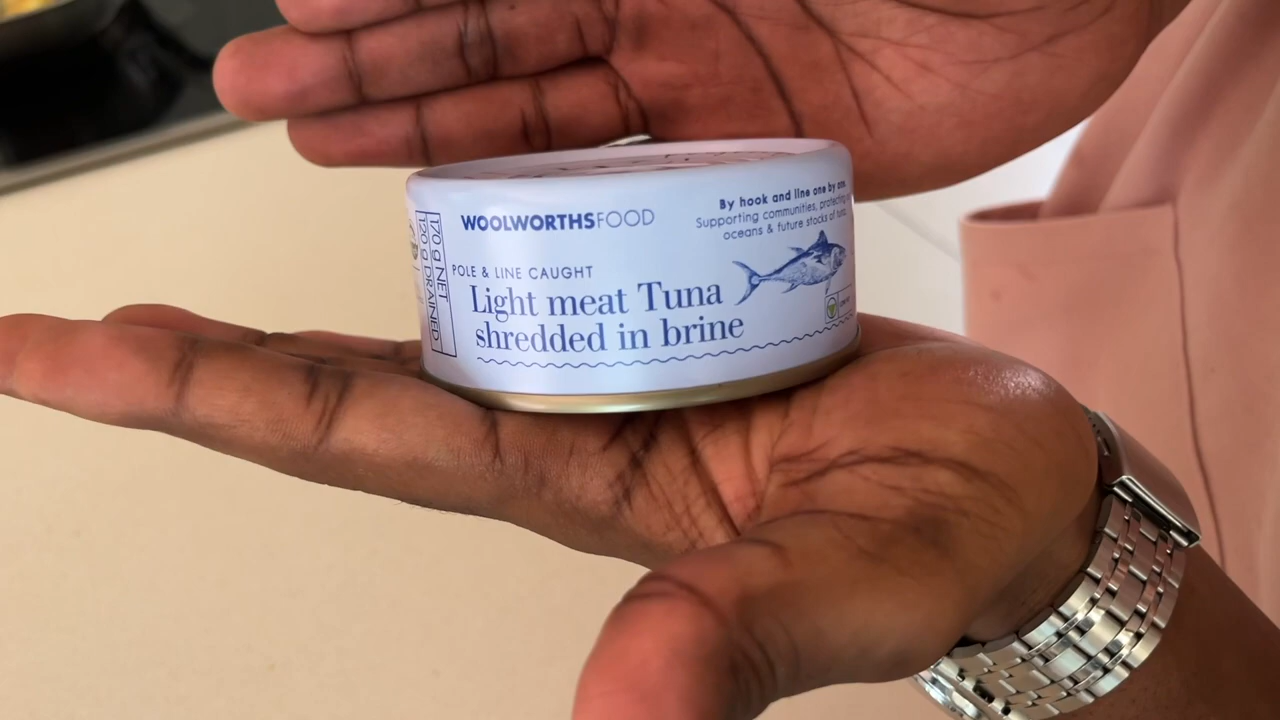 WOOLWORTHSFOOD
By hook and line one by one.
Supporting communities, protecting
oceans & future stocks of tuna.
170 g NET
120 g DRAINED
POLE & LINE CAUGHT
Light meat Tuna
shredded in brine